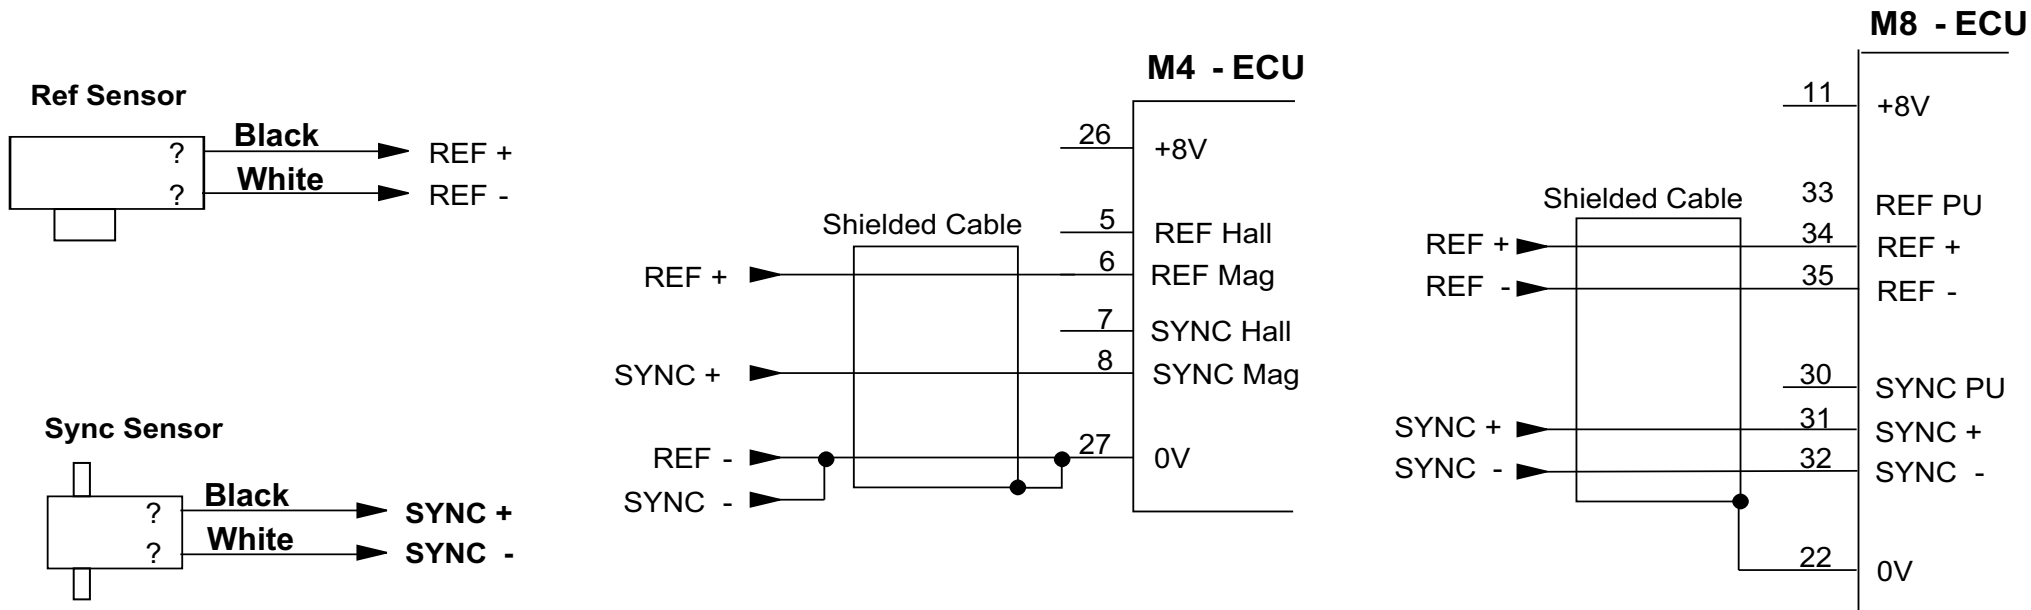 Ref Sensor
? Black REF +
? White REF -
Sync Sensor
? Black SYNC +
? White SYNC -
M4 - ECU
26 +8V
Shielded Cable
5 REF Hall
REF + 6 REF Mag
7 SYNC Hall
SYNC + 8 SYNC Mag
REF - 27 0V
SYNC -
M8 - ECU
11 +8V
Shielded Cable
33 REF PU
REF + 34 REF +
REF - 35 REF -
30 SYNC PU
SYNC + 31 SYNC +
SYNC - 32 SYNC -
22 0V